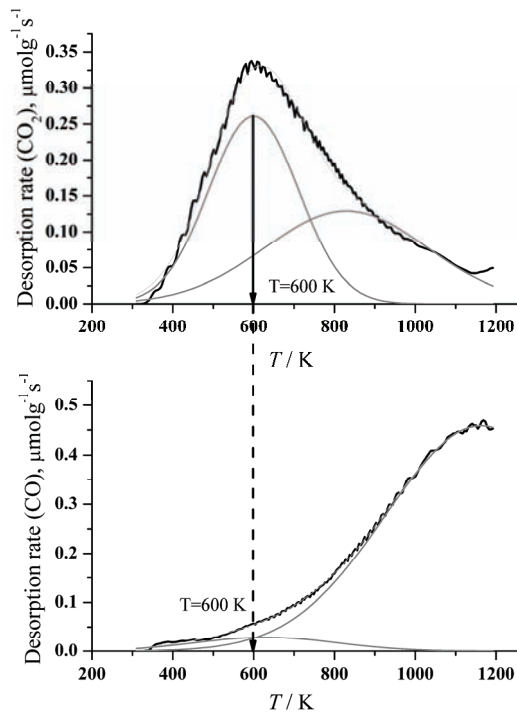 Desorption rate (CO₂), μmolg⁻¹s⁻¹
0.35
0.30
0.25
0.20
0.15
0.10
0.05
0.00
T=600 K
200 400 600 800 1000 1200
T / K
Desorption rate (CO), μmolg⁻¹s⁻¹
0.5
0.4
0.3
0.2
0.1
0.0
T=600 K
200 400 600 800 1000 1200
T / K